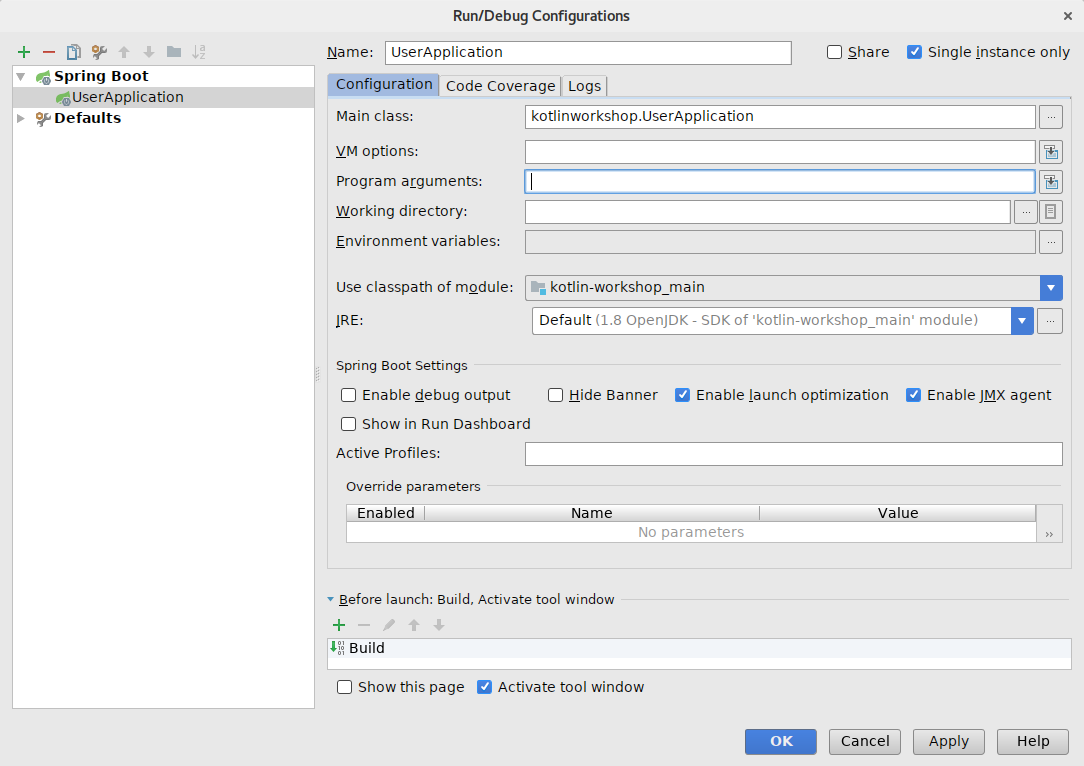 Run/Debug Configurations
Name: UserApplication Share Single instance only
Spring Boot
UserApplication
Defaults
Configuration Code Coverage Logs
Main class: kotlinworkshop.UserApplication ...
VM options:
Program arguments:
Working directory: ...
Environment variables: ...
Use classpath of module: kotlin-workshop_main
JRE: Default (1.8 OpenJDK - SDK of 'kotlin-workshop_main' module) ...
Spring Boot Settings
Enable debug output Hide Banner Enable launch optimization Enable JMX agent
Show in Run Dashboard
Active Profiles:
Override parameters
Enabled Name Value
No parameters
Before launch: Build, Activate tool window
Build
Show this page Activate tool window
OK Cancel Apply Help